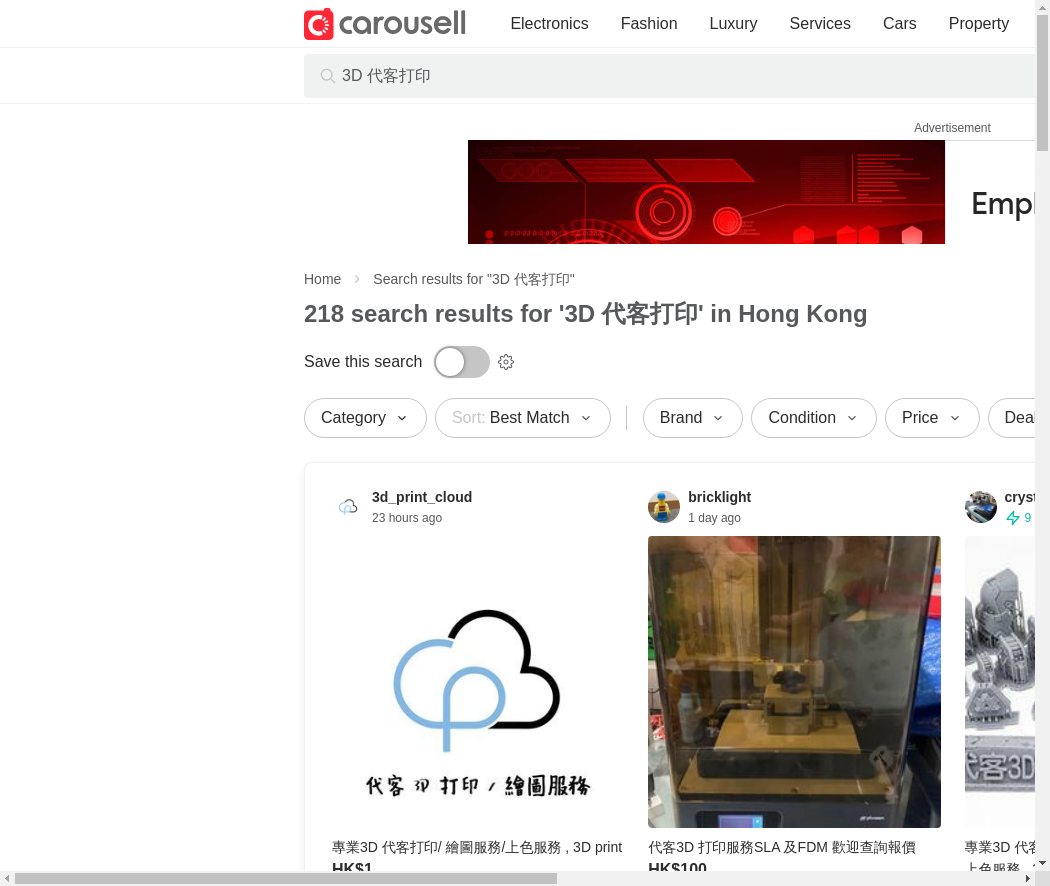 carousell
Electronics Fashion Luxury Services Cars Property
3D 代客打印
Advertisement
Home Search results for "3D 代客打印"
218 search results for '3D 代客打印' in Hong Kong
Save this search
Category Sort: Best Match Brand Condition Price
3d_print_cloud bricklight
23 hours ago 1 day ago 9
代客 3D 打印 / 繪圖服務
代客3D
專業3D 代客打印/ 繪圖服務/上色服務 , 3D print 代客3D 打印服務SLA 及FDM 歡迎查詢報價 專業3D
HK$1 HK$100 上色服務